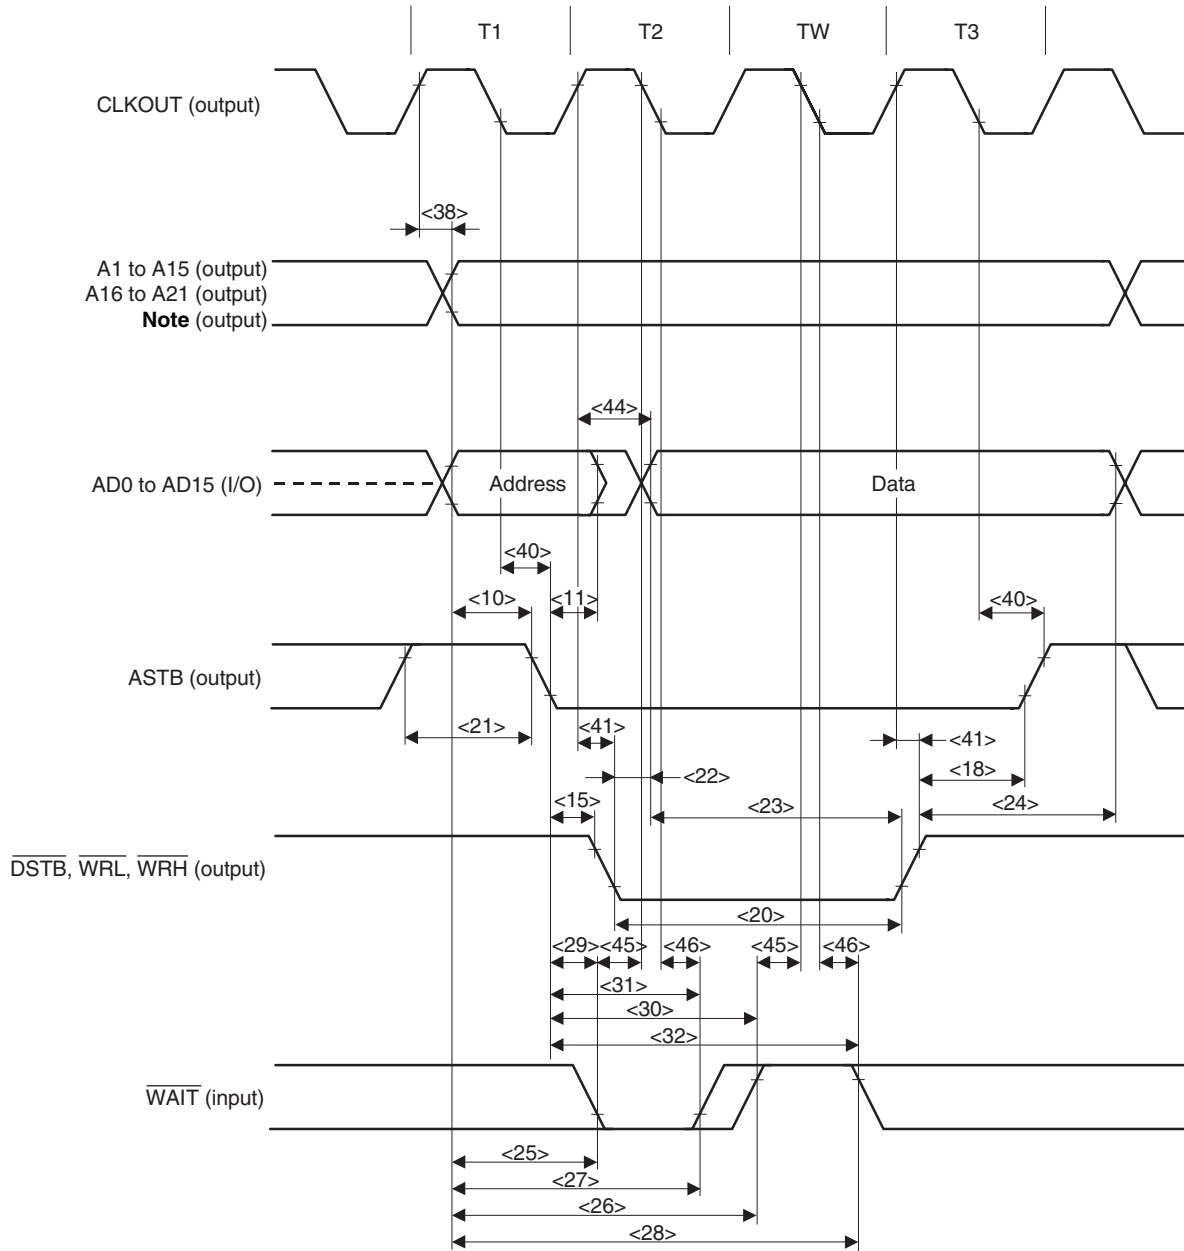 T1 T2 TW T3
CLKOUT (output)
<38>
A1 to A15 (output)
A16 to A21 (output)
Note (output)
<44>
AD0 to AD15 (I/O)
Address
Data
<40>
<10> <11> <40>
ASTB (output)
<21> <41> <41>
<22> <18>
<15> <23> <24>
DSTB, WRL, WRH (output)
<20>
<29> <45> <46> <45> <46>
<31>
<30>
<32>
WAIT (input)
<25>
<27>
<26>
<28>